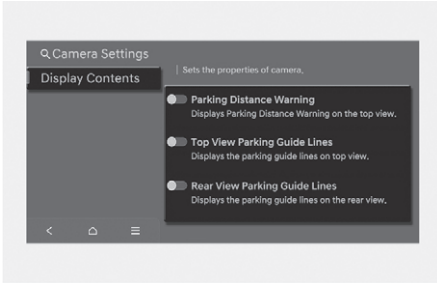 Camera Settings
Display Contents
Sets the properties of camera.
Parking Distance Warning
Displays Parking Distance Warning on the top view.
Top View Parking Guide Lines
Displays the parking guide lines on top view.
Rear View Parking Guide Lines
Displays the parking guide lines on the rear view.